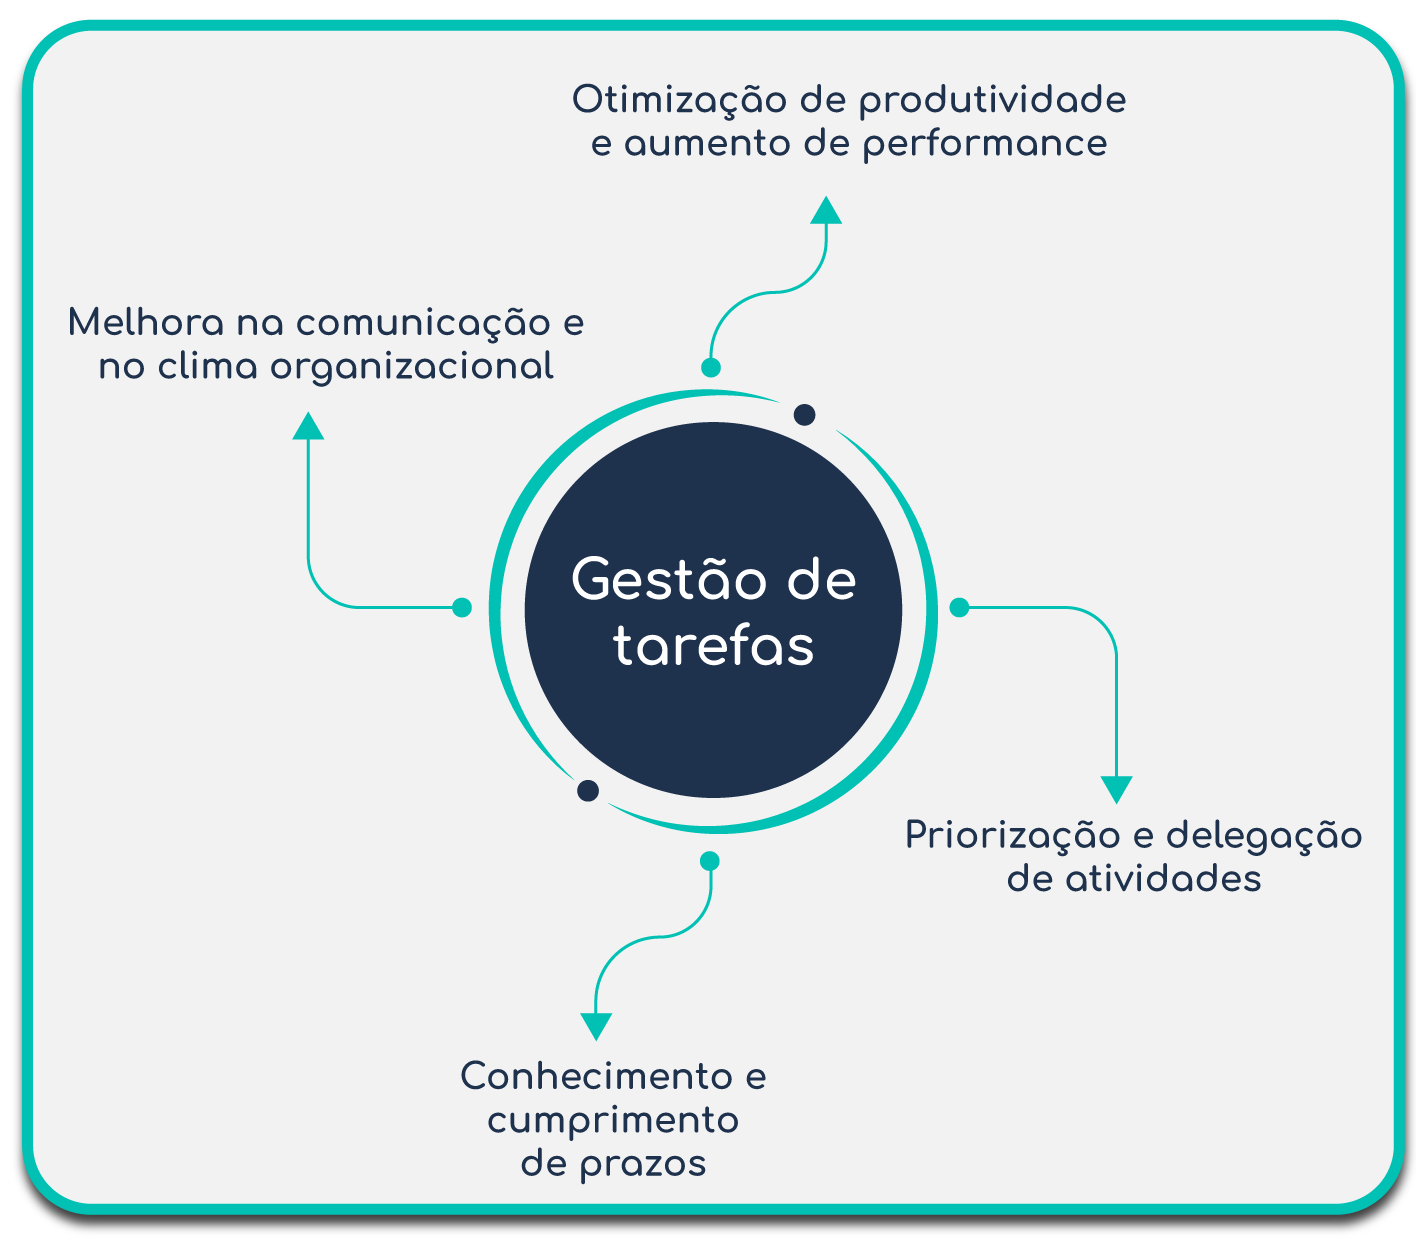 Otimização de produtividade
e aumento de performance
Melhora na comunicação e
no clima organizacional
Gestão de
tarefas
Priorização e delegação
de atividades
Conhecimento e
cumprimento
de prazos